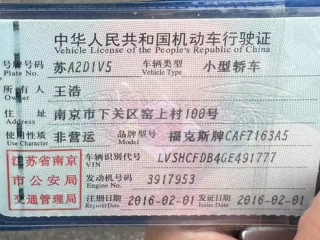 中华人民共和国机动车行驶证
Vehicle License of the People's Republic of China
号牌号码 苏A2D1V5 车辆类型 小型轿车
Plate No. Vehicle Type
所有人 王浩
Owner
住址 南京市下关区窑上村100号
使用性质 非营运 品牌型号 福克斯牌CAF7163A5
Model
江苏省南京市公安局交通管理局
车辆识别代号 LVSHCFDB4GE491777
VIN
发动机号码 3917953
Engine No.
注册日期 2016-02-01 发证日期 2016-02-01
Register Date Issue Date